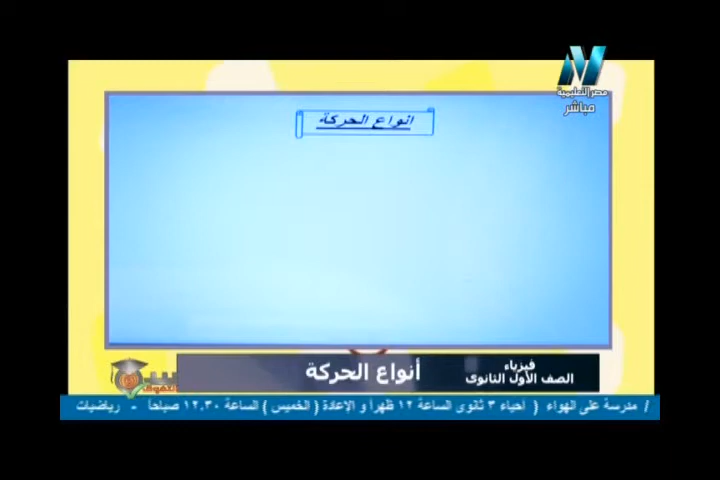 مصر التعليمية
مباشر
انواع الحركة
فيزياء
الصف الأول الثانوى
أنواع الحركة
/ مدرسة على الهواء ( احياء ٣ ثانوى الساعة ١٢ ظهراً و الإعادة ( الخميس ) الساعة ١٢.٣٠ صباحاً - رياضيات